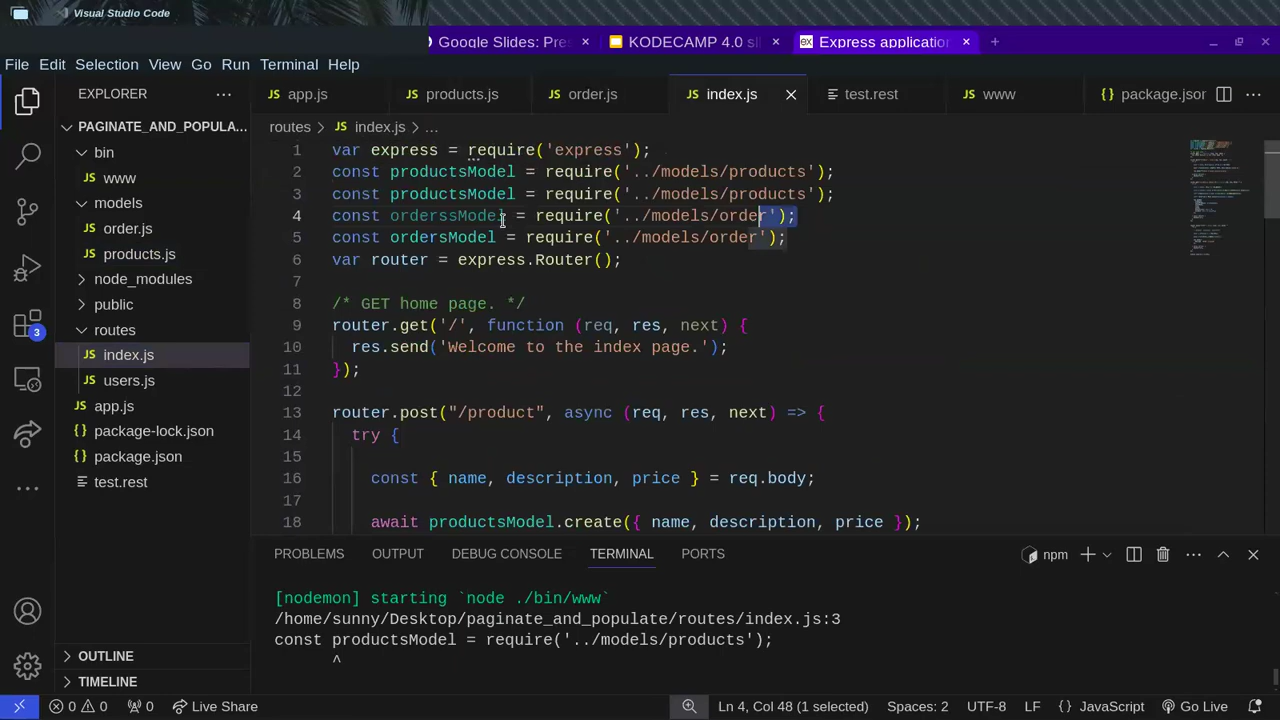 Visual Studio Code
Google Slides: Pres
KODECAMP 4.0 sli
Express application
File Edit Selection View Go Run Terminal Help
EXPLORER
app.js
products.js
order.js
index.js
test.rest
www
package.json
PAGINATE_AND_POPULA...
bin
www
models
order.js
products.js
node_modules
public
routes
index.js
users.js
app.js
package-lock.json
package.json
test.rest
OUTLINE
TIMELINE
3
routes > index.js > ...
1 var express = require('express');
2 const productsModel = require('../models/products');
3 const productsModel = require('../models/products');
4 const orderssModel = require('../models/order');
5 const ordersModel = require('../models/order');
6 var router = express.Router();
7
8 /* GET home page. */
9 router.get('/', function (req, res, next) {
10 res.send('Welcome to the index page.');
11 });
12
13 router.post("/product", async (req, res, next) => {
14 try {
15
16 const { name, description, price } = req.body;
17
18 await productsModel.create({ name, description, price });
PROBLEMS OUTPUT DEBUG CONSOLE TERMINAL PORTS
npm
[nodemon] starting `node ./bin/www`
/home/sunny/Desktop/paginate_and_populate/routes/index.js:3
const productsModel = require('../models/products');
^
0 0 0 Live Share Ln 4, Col 48 (1 selected) Spaces: 2 UTF-8 LF {} JavaScript Go Live